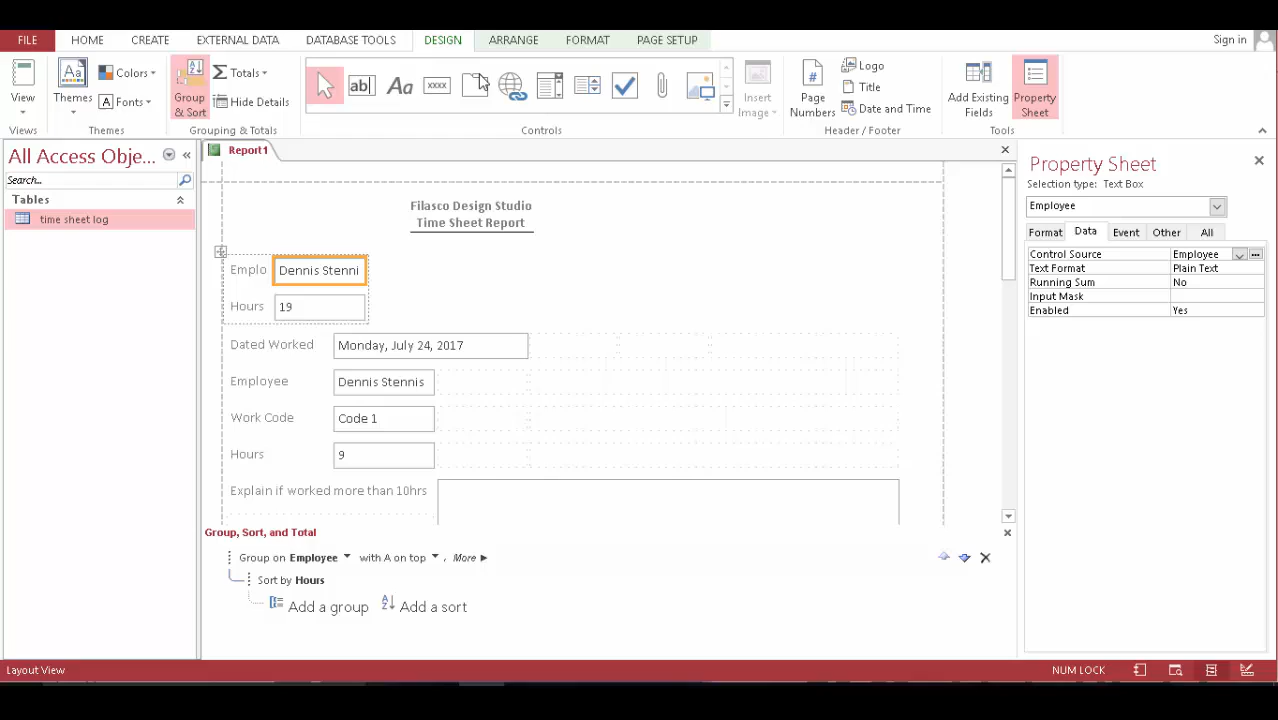 FILE HOME CREATE EXTERNAL DATA DATABASE TOOLS DESIGN ARRANGE FORMAT PAGE SETUP Sign in
View
Views
Aa
Themes
Colors
Fonts
Themes
Group
& Sort
Totals
Hide Details
Grouping & Totals
ab Aa xxxx
Controls
Insert
Image
Page
Numbers
Logo
Title
Date and Time
Header / Footer
Add Existing
Fields
Property
Sheet
Tools
All Access Obje...
Search...
Tables
time sheet log
Report1
Filasco Design Studio
Time Sheet Report
Emplo Dennis Stenni
Hours 19
Dated Worked Monday, July 24, 2017
Employee Dennis Stennis
Work Code Code 1
Hours 9
Explain if worked more than 10hrs
Group, Sort, and Total
Group on Employee with A on top , More
Sort by Hours
Add a group Add a sort
Property Sheet
Selection type: Text Box
Employee
Format Data Event Other All
Control Source Employee
Text Format Plain Text
Running Sum No
Input Mask
Enabled Yes
Layout View NUM LOCK